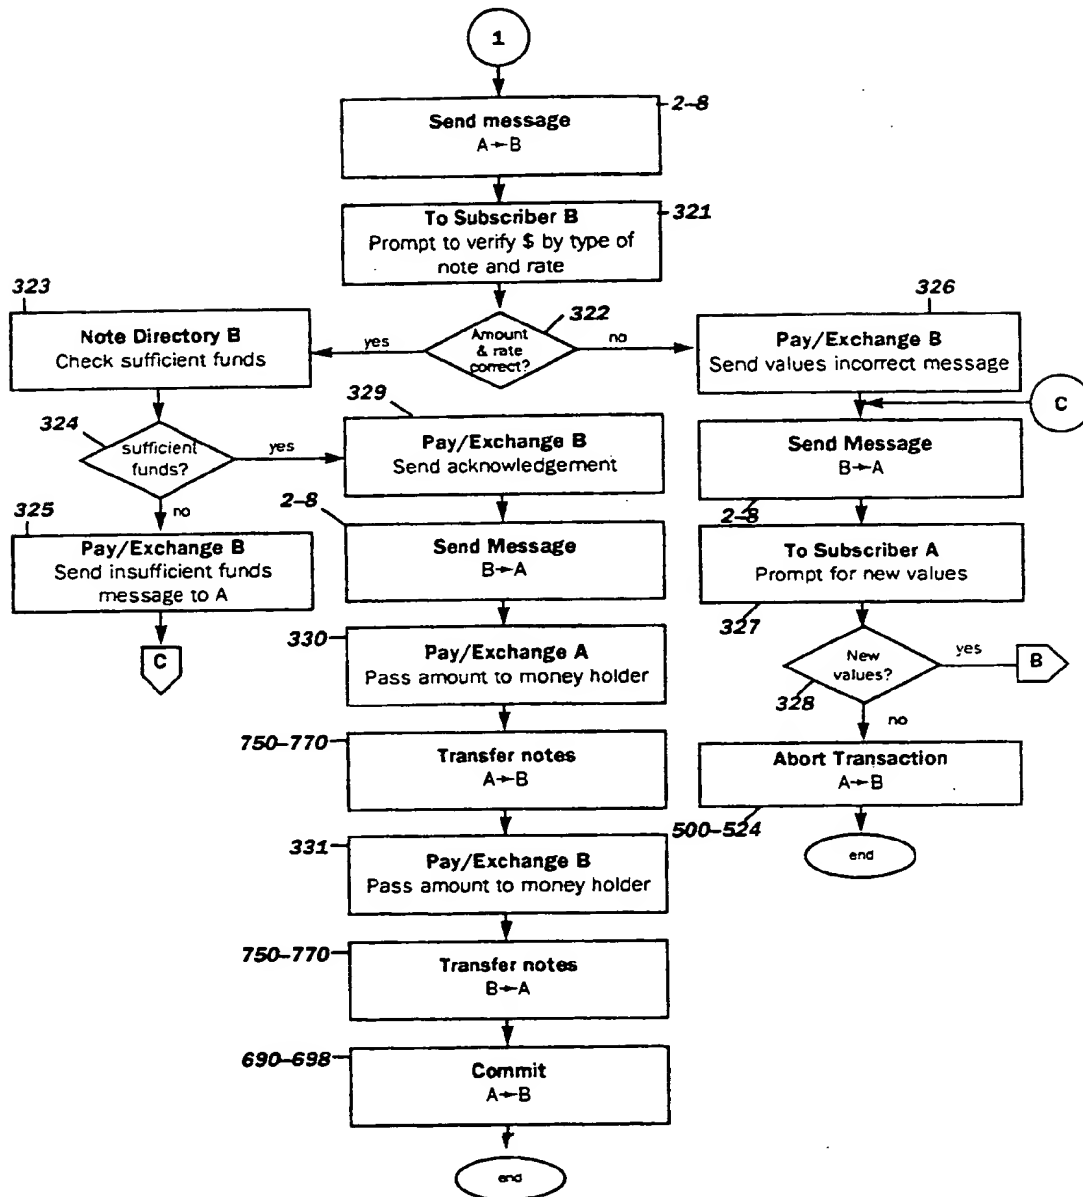 1
2-8
Send message
A→B
321
To Subscriber B
Prompt to verify $ by type of
note and rate
323
322
326
Note Directory B
Check sufficient funds
yes
Amount
& rate
correct?
no
Pay/Exchange B
Send values incorrect message
C
324
sufficient
funds?
yes
no
329
Pay/Exchange B
Send acknowledgement
Send Message
B→A
2-8
325
Pay/Exchange B
Send insufficient funds
message to A
C
2-8
Send Message
B→A
To Subscriber A
Prompt for new values
327
330
Pay/Exchange A
Pass amount to money holder
New
values?
328
yes
B
no
750-770
Transfer notes
A→B
Abort Transaction
A→B
500-524
end
331
Pay/Exchange B
Pass amount to money holder
750-770
Transfer notes
B→A
690-698
Commit
A→B
end